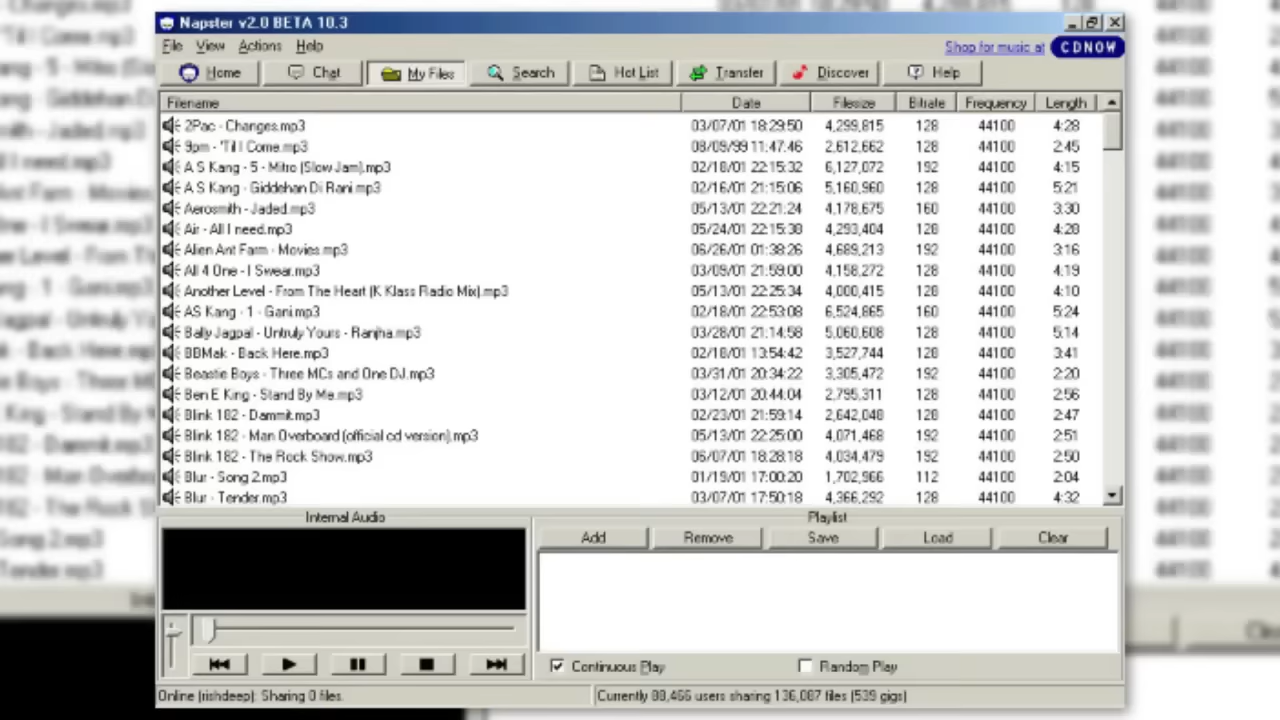 Napster v2.0 BETA 10.3
File View Actions Help Shop for music at CDNOW
Home Chat My Files Search Hot List Transfer Discover Help
Filename Date Filesize Bitrate Frequency Length
2Pac - Changes.mp3 03/07/01 18:29:50 4,299,815 128 44100 4:28
9pm - 'Till I Come.mp3 08/09/99 11:47:46 2,612,662 128 44100 2:45
A S Kang - 5 - Mitro (Slow Jam).mp3 02/18/01 22:15:32 6,127,072 192 44100 4:15
A S Kang - Giddehan Di Rani.mp3 02/16/01 21:15:06 5,160,960 128 44100 5:21
Aerosmith - Jaded.mp3 05/13/01 22:21:24 4,178,675 160 44100 3:30
Air - All I need.mp3 05/24/01 22:15:38 4,293,404 128 44100 4:28
Alien Ant Farm - Movies.mp3 06/26/01 01:38:26 4,689,213 192 44100 3:16
All 4 One - I Swear.mp3 03/09/01 21:59:00 4,158,272 128 44100 4:19
Another Level - From The Heart (K Klass Radio Mix).mp3 05/13/01 22:25:34 4,000,415 128 44100 4:10
AS Kang - 1 - Gani.mp3 02/18/01 22:53:08 6,524,865 160 44100 5:24
Bally Jagpal - Untruly Yours - Ranjha.mp3 03/28/01 21:14:58 5,060,608 128 44100 5:14
BBMak - Back Here.mp3 02/18/01 13:54:42 3,527,744 128 44100 3:41
Beastie Boys - Three MCs and One DJ.mp3 03/31/01 20:34:22 3,305,472 192 44100 2:20
Ben E King - Stand By Me.mp3 03/12/01 20:44:04 2,795,311 128 44100 2:56
Blink 182 - Dammit.mp3 02/23/01 21:59:14 2,642,048 128 44100 2:47
Blink 182 - Man Overboard (official cd version).mp3 05/13/01 22:25:00 4,071,468 192 44100 2:51
Blink 182 - The Rock Show.mp3 06/07/01 18:28:18 4,034,479 192 44100 2:50
Blur - Song 2.mp3 01/19/01 17:00:20 1,702,966 112 44100 2:04
Blur - Tender.mp3 03/07/01 17:50:18 4,366,292 128 44100 4:32
Internal Audio Playlist
Add Remove Save Load Clear
Continuous Play Random Play
Online (rishdeep): Sharing 0 files. Currently 88,466 users sharing 136,087 files (539 gigs)